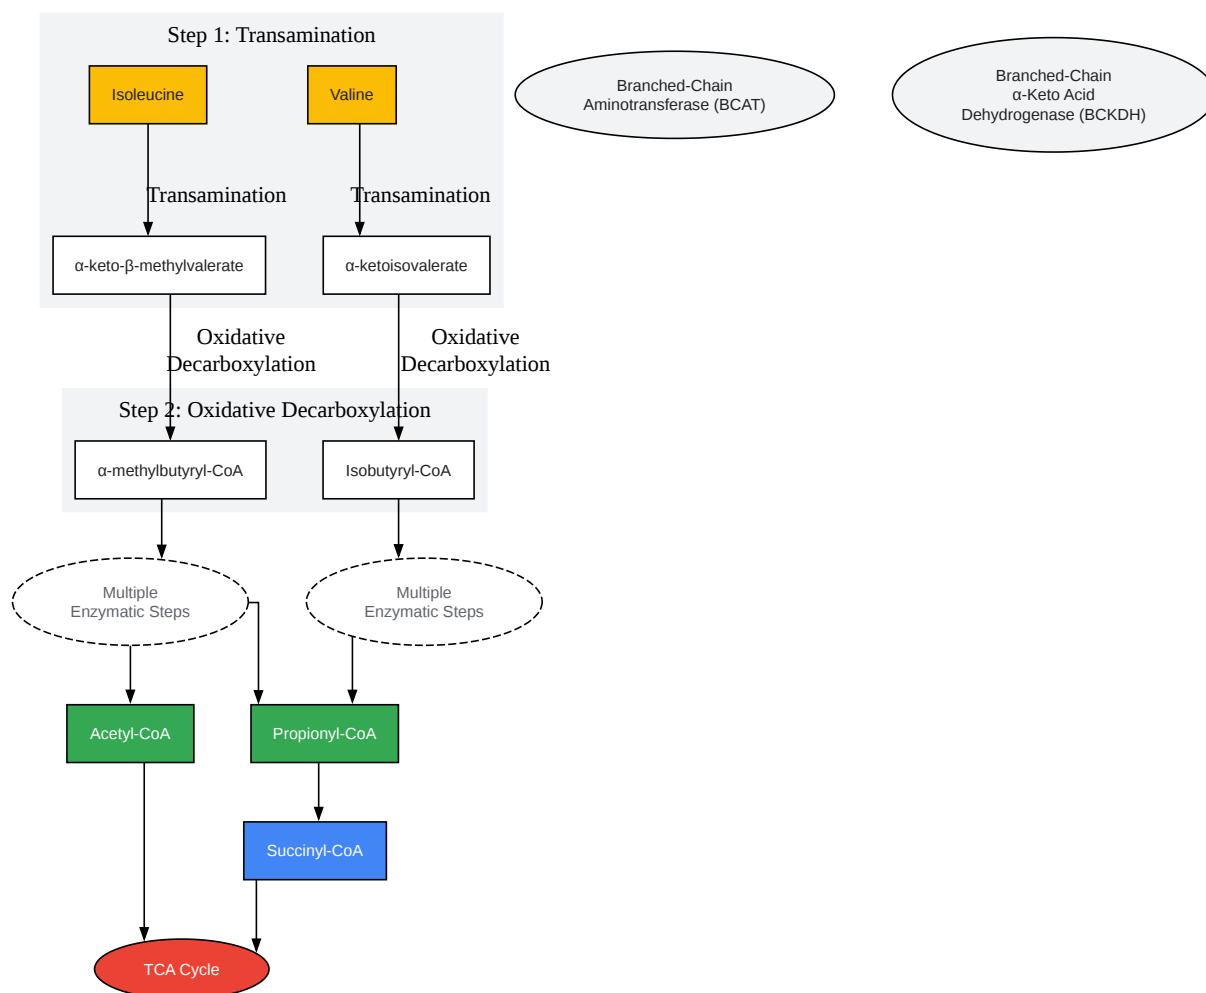 Step 1: Transamination
Isoleucine
Valine
Branched-Chain
Aminotransferase (BCAT)
Branched-Chain
α-Keto Acid
Dehydrogenase (BCKDH)
Transamination
Transamination
α-keto-β-methylvalerate
α-ketoisovalerate
Oxidative
Decarboxylation
Oxidative
Decarboxylation
Step 2: Oxidative Decarboxylation
α-methylbutyryl-CoA
Isobutyryl-CoA
Multiple
Enzymatic Steps
Multiple
Enzymatic Steps
Acetyl-CoA
Propionyl-CoA
Succinyl-CoA
TCA Cycle